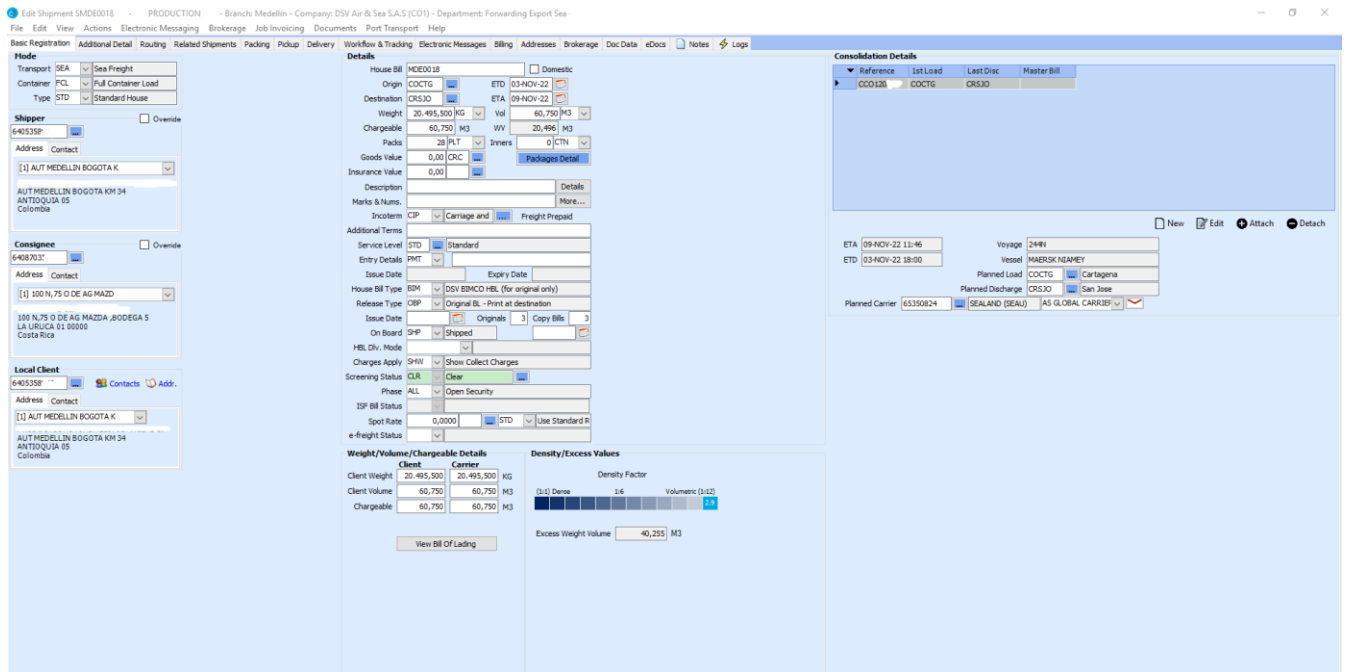 Edit Shipment SMDE0018 - PRODUCTION - Branch: Medellin - Company: DSV Air & Sea S.A.S (CO1) - Department: Forwarding Export Sea
File Edit View Actions Electronic Messaging Brokerage Job Invoicing Documents Port Transport Help
Basic Registration Additional Detail Routing Related Shipments Packing Pickup Delivery Workflow & Tracking Electronic Messages Billing Addresses Brokerage Doc Data eDocs Notes Logs
Mode
Transport SEA Sea Freight
Container FCL Full Container Load
Type STD Standard House
Shipper Override
6405358
Address Contact
[1] AUT MEDELLIN BOGOTA K
AUT MEDELLIN BOGOTA KM 34
ANTIOQUIA 05
Colombia
Consignee Override
6408703
Address Contact
[1] 100 N,75 O DE AG MAZD
100 N,75 O DE AG MAZDA ,BODEGA 5
LA URUCA 01 00000
Costa Rica
Local Client
6405358 Contacts Addr.
Address Contact
[1] AUT MEDELLIN BOGOTA K
AUT MEDELLIN BOGOTA KM 34
ANTIOQUIA 05
Colombia
Details
House Bill MDE0018 Domestic
Origin COCTG ETD 03-NOV-22
Destination CRSJO ETA 09-NOV-22
Weight 20.495,500 KG Vol 60,750 M3
Chargeable 60,750 M3 WV 20,496 M3
Packs 28 PLT Inners 0 CTN
Goods Value 0,00 CRC Packages Detail
Insurance Value 0,00
Description Details
Marks & Nums. More...
Incoterm CIP Carriage and Freight Prepaid
Additional Terms
Service Level STD Standard
Entry Details PMT
Issue Date Expiry Date
House Bill Type BIM DSV BIMCO HBL (for original only)
Release Type OBP Original BL - Print at destination
Issue Date Originals 3 Copy Bills 3
On Board SHP Shipped
HBL Dlv. Mode
Charges Apply SHW Show Collect Charges
Screening Status CLR Clear
Phase ALL Open Security
ISF Bill Status
Spot Rate 0,0000 STD Use Standard R
e-freight Status
Weight/Volume/Chargeable Details
Client Carrier
Client Weight 20.495,500 20.495,500 KG
Client Volume 60,750 60,750 M3
Chargeable 60,750 60,750 M3
View Bill Of Lading
Density/Excess Values
Density Factor
(1:1) Dense 1:6 Volumetric (1:12)
2.9
Excess Weight Volume 40,255 M3
Consolidation Details
Reference 1st Load Last Disc Master Bill
CCO120 COCTG CRSJO
New Edit Attach Detach
ETA 09-NOV-22 11:46 Voyage 244N
ETD 03-NOV-22 18:00 Vessel MAERSK NIAMEY
Planned Load COCTG Cartagena
Planned Discharge CRSJO San Jose
Planned Carrier 65350824 SEALAND (SEAU) AS GLOBAL CARRIER